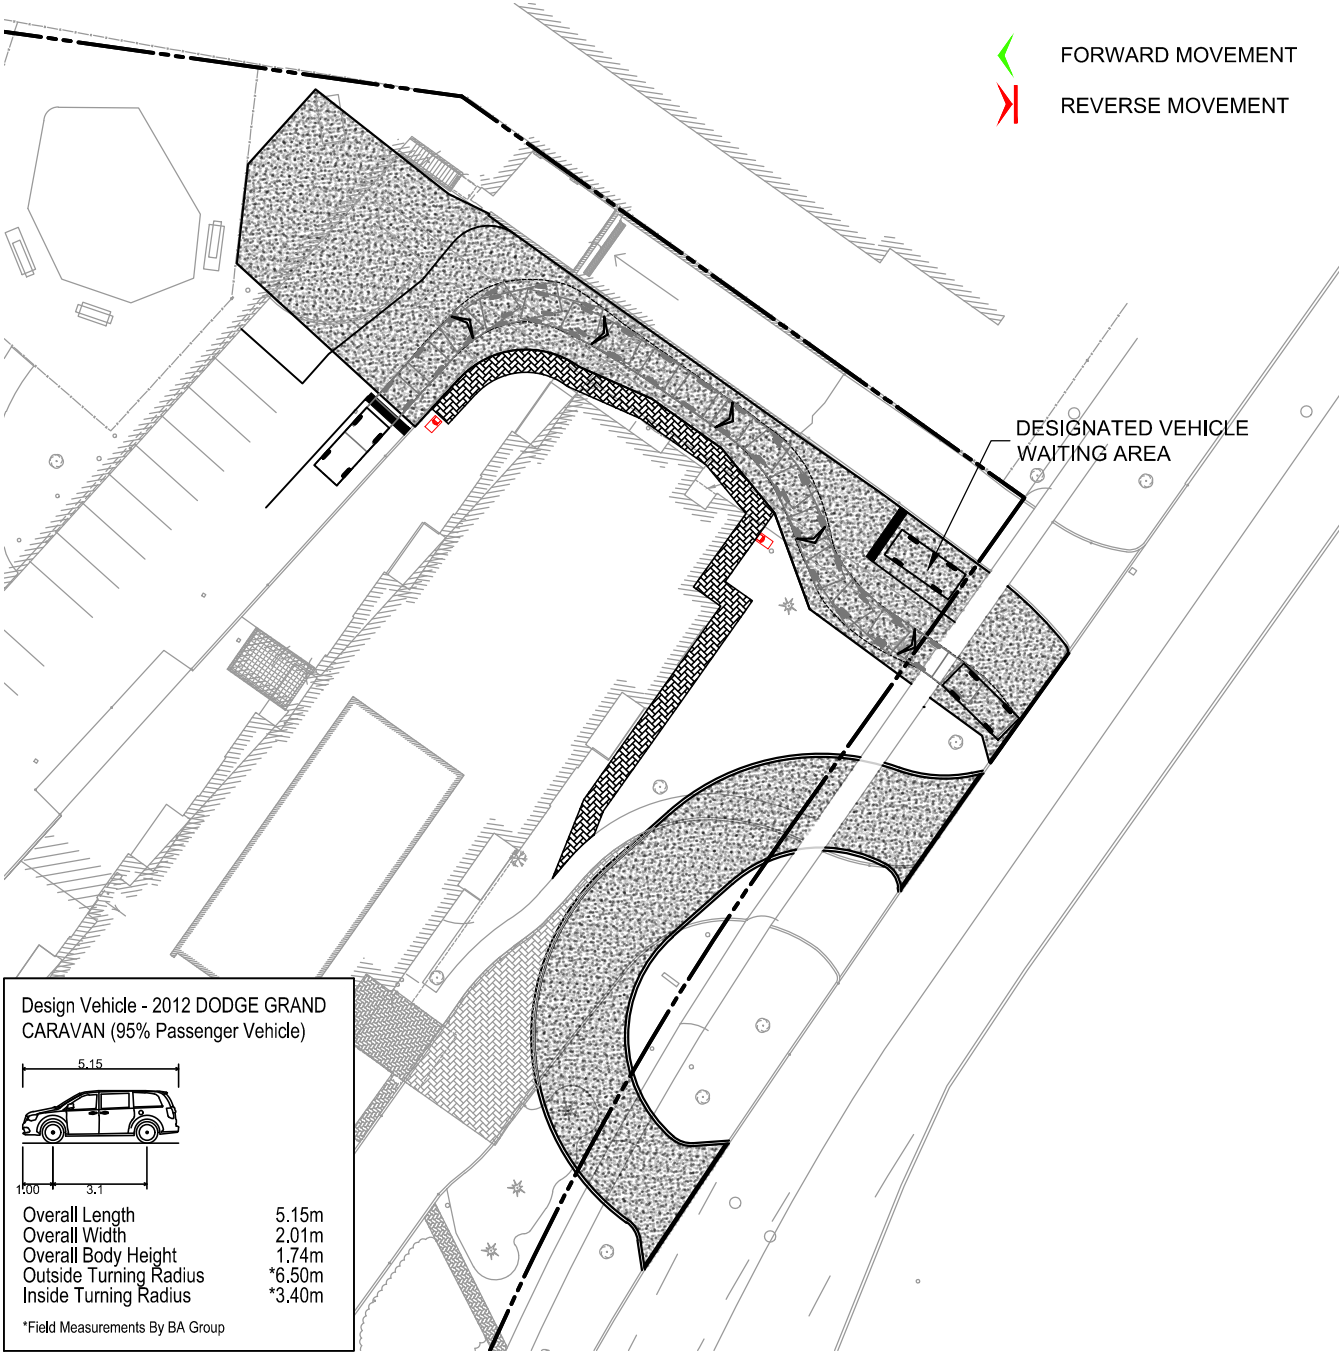 FORWARD MOVEMENT
REVERSE MOVEMENT
DESIGNATED VEHICLE
WAITING AREA
Design Vehicle - 2012 DODGE GRAND
CARAVAN (95% Passenger Vehicle)
5.15
1.00 3.1
Overall Length 5.15m
Overall Width 2.01m
Overall Body Height 1.74m
Outside Turning Radius *6.50m
Inside Turning Radius *3.40m
*Field Measurements By BA Group